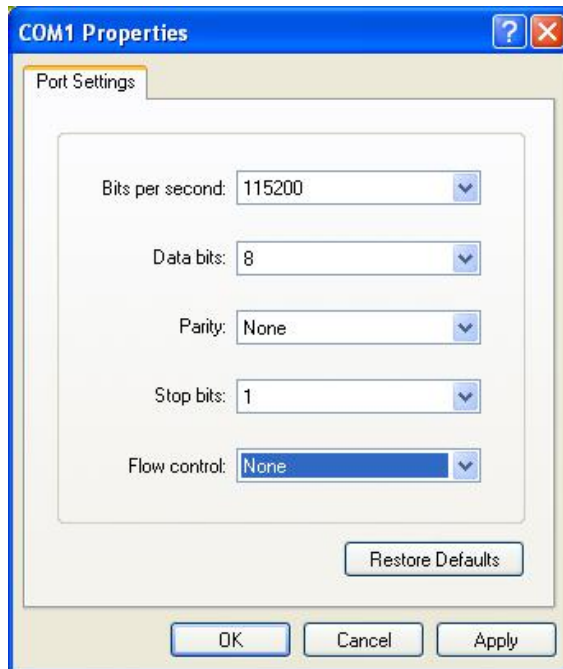 COM1 Properties
?
Port Settings
Bits per second: 115200
Data bits: 8
Parity: None
Stop bits: 1
Flow control: None
Restore Defaults
OK Cancel Apply